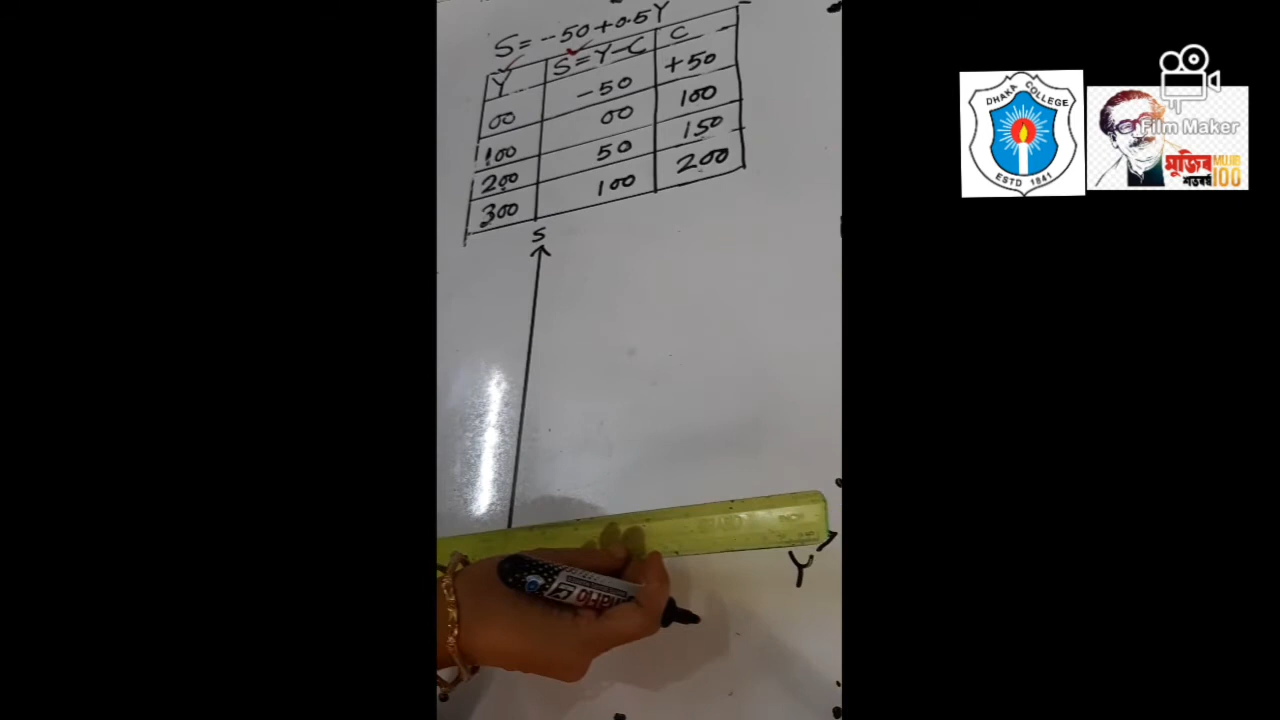 S = -50 + 0.5Y
Y S = Y - C C
00 -50 +50
100 00 100
200 50 150
300 100 200
S
Y
DHAKA COLLEGE
ESTD 1841
Film Maker
মুজিব MUJIB
শতবর্ষ 100